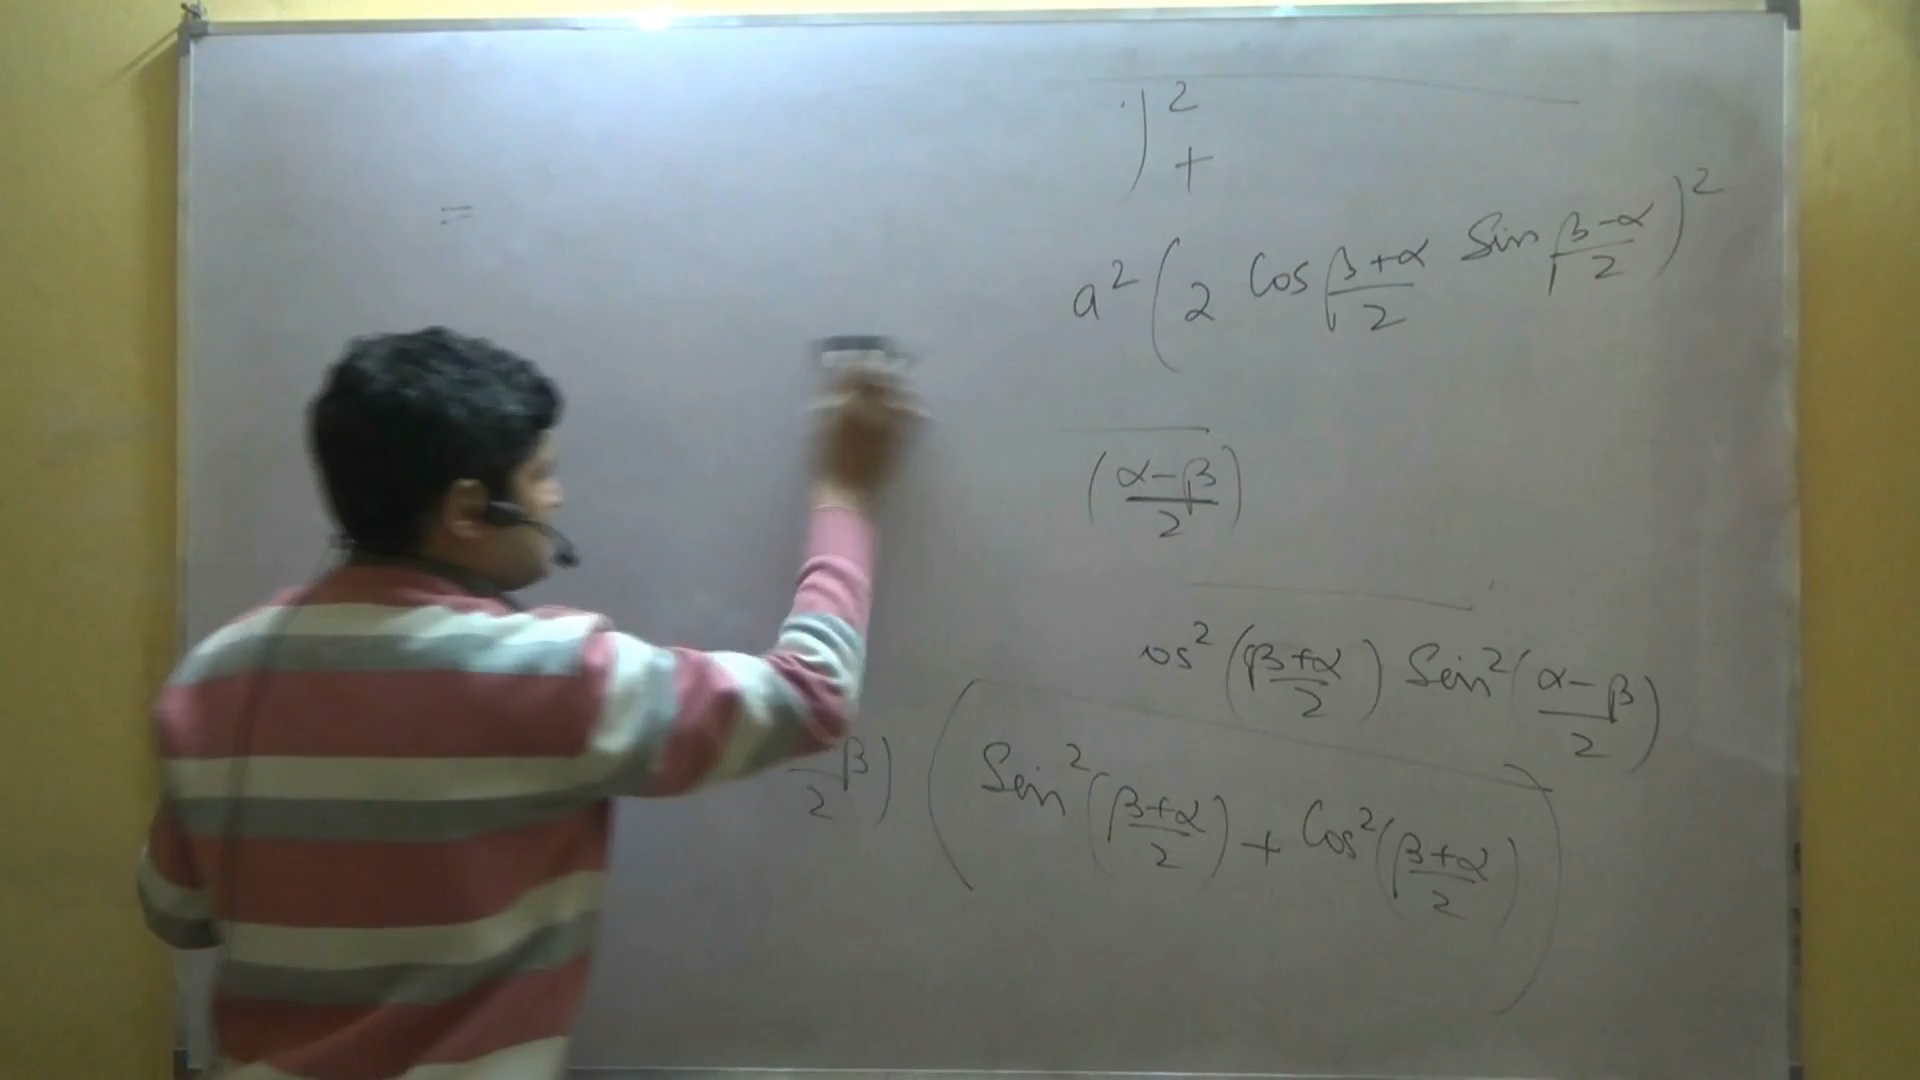 )²
+
=
a² (2 Cos β+α/2 Sin β-α/2)²
(α-β/2)
os² (β+α/2) Sin² (α-β/2)
β/2) (Sin² (β+α/2) + Cos² (β+α/2))